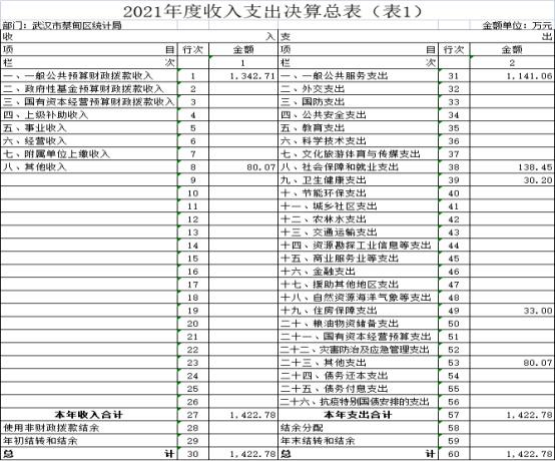 2021年度收入支出决算总表（表1）
部门：武汉市蔡甸区统计局 金额单位：万元
收 入 支 出
项 目 行次 金额 项 目 行次 金额
栏 次 1 栏 次 2
一、一般公共预算财政拨款收入 1 1,342.71 一、一般公共服务支出 31 1,141.06
二、政府性基金预算财政拨款收入 2 二、外交支出 32
三、国有资本经营预算财政拨款收入 3 三、国防支出 33
四、上级补助收入 4 四、公共安全支出 34
五、事业收入 5 五、教育支出 35
六、经营收入 6 六、科学技术支出 36
七、附属单位上缴收入 7 七、文化旅游体育与传媒支出 37
八、其他收入 8 80.07 八、社会保障和就业支出 38 138.45
9 九、卫生健康支出 39 30.20
10 十、节能环保支出 40
11 十一、城乡社区支出 41
12 十二、农林水支出 42
13 十三、交通运输支出 43
14 十四、资源勘探工业信息等支出 44
15 十五、商业服务业等支出 45
16 十六、金融支出 46
17 十七、援助其他地区支出 47
18 十八、自然资源海洋气象等支出 48
19 十九、住房保障支出 49 33.00
20 二十、粮油物资储备支出 50
21 二十一、国有资本经营预算支出 51
22 二十二、灾害防治及应急管理支出 52
23 二十三、其他支出 53 80.07
24 二十四、债务还本支出 54
25 二十五、债务付息支出 55
26 二十六、抗疫特别国债安排的支出 56
本年收入合计 27 1,422.78 本年支出合计 57 1,422.78
使用非财政拨款结余 28 结余分配 58
年初结转和结余 29 年末结转和结余 59
总 计 30 1,422.78 总 计 60 1,422.78